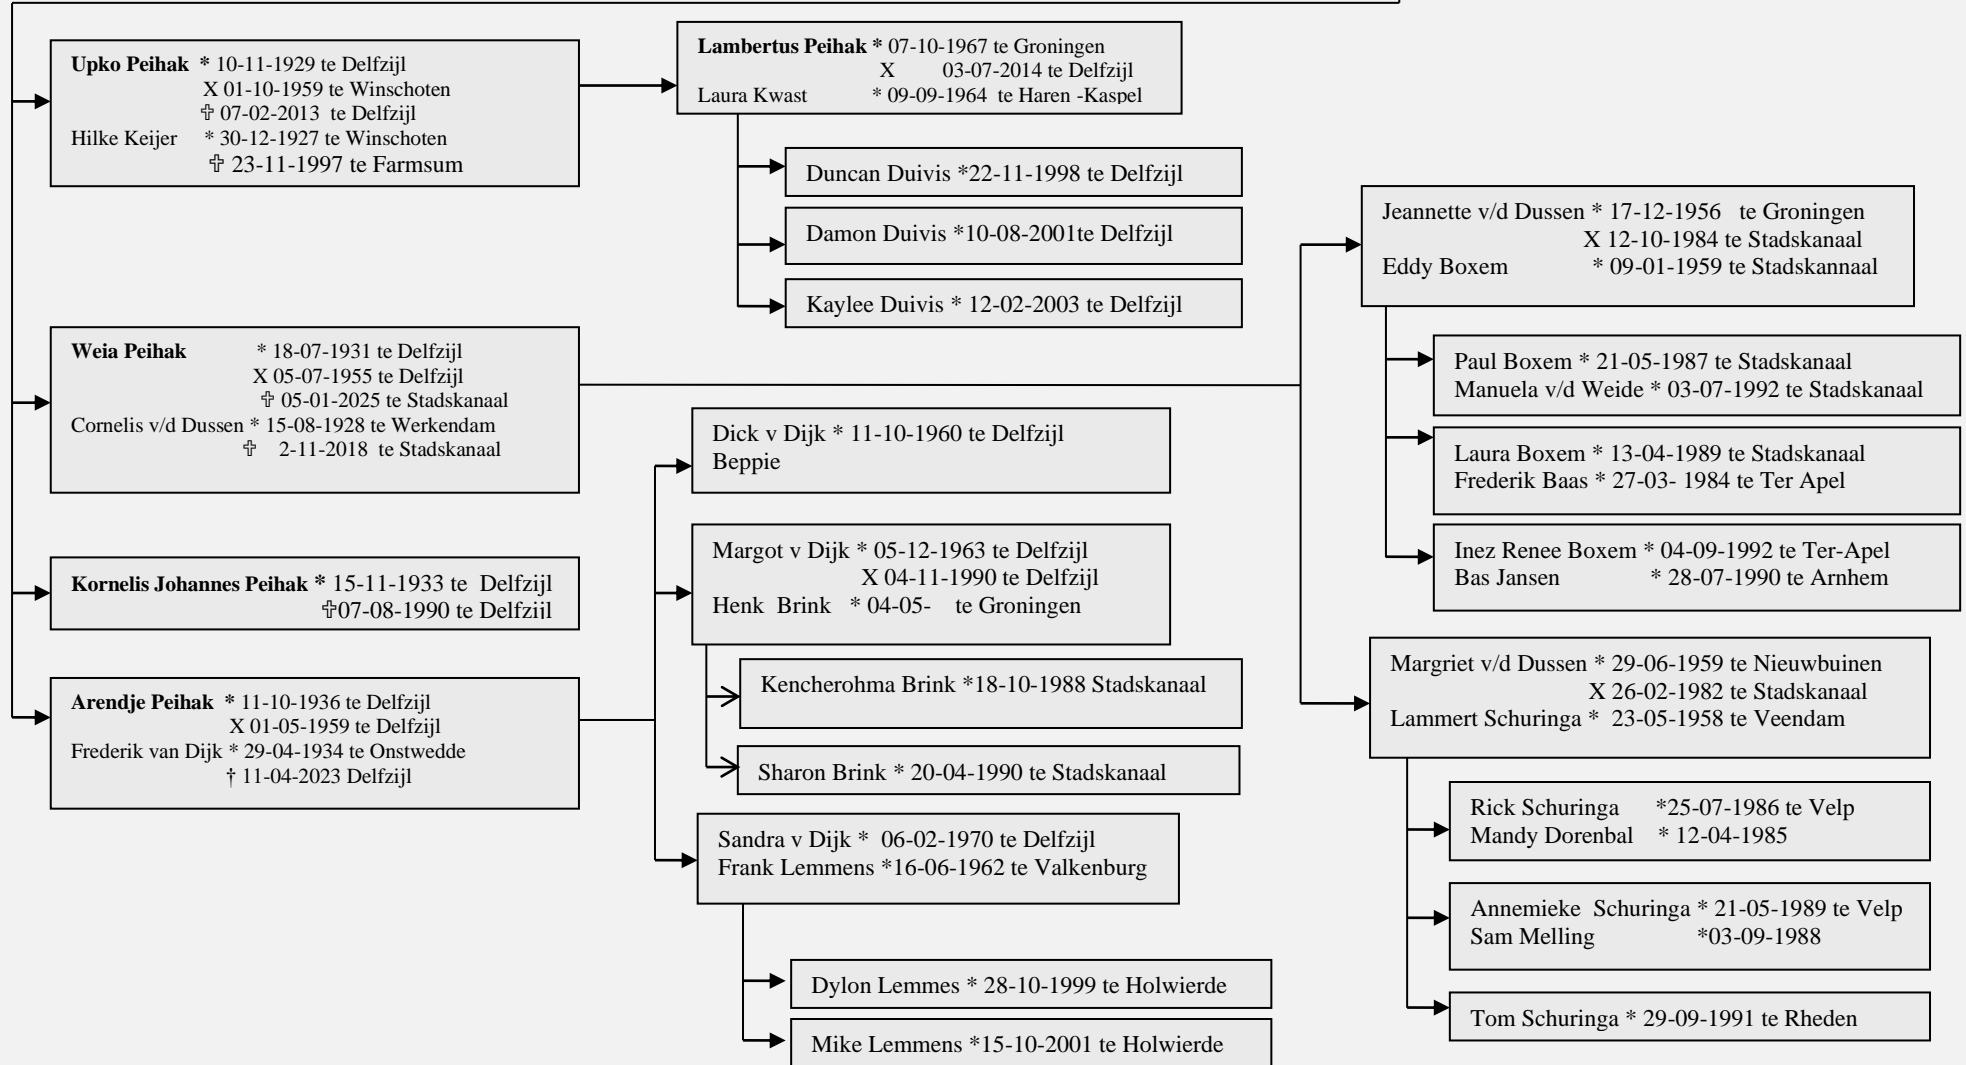 Upko Peihak * 10-11-1929 te Delfzijl
X 01-10-1959 te Winschoten
✞ 07-02-2013 te Delfzijl
Hilke Keijer * 30-12-1927 te Winschoten
✞ 23-11-1997 te Farmsum
Lambertus Peihak * 07-10-1967 te Groningen
X 03-07-2014 te Delfzijl
Laura Kwast * 09-09-1964 te Haren -Kaspel
Duncan Duivis *22-11-1998 te Delfzijl
Damon Duivis *10-08-2001te Delfzijl
Kaylee Duivis * 12-02-2003 te Delfzijl
Weia Peihak * 18-07-1931 te Delfzijl
X 05-07-1955 te Delfzijl
✞ 05-01-2025 te Stadskanaal
Cornelis v/d Dussen * 15-08-1928 te Werkendam
✞ 2-11-2018 te Stadskanaal
Jeannette v/d Dussen * 17-12-1956 te Groningen
X 12-10-1984 te Stadskanaal
Eddy Boxem * 09-01-1959 te Stadskannaal
Paul Boxem * 21-05-1987 te Stadskanaal
Manuela v/d Weide * 03-07-1992 te Stadskanaal
Laura Boxem * 13-04-1989 te Stadskanaal
Frederik Baas * 27-03- 1984 te Ter Apel
Inez Renee Boxem * 04-09-1992 te Ter-Apel
Bas Jansen * 28-07-1990 te Arnhem
Margriet v/d Dussen * 29-06-1959 te Nieuwbuinen
X 26-02-1982 te Stadskanaal
Lammert Schuringa * 23-05-1958 te Veendam
Rick Schuringa *25-07-1986 te Velp
Mandy Dorenbal * 12-04-1985
Annemieke Schuringa * 21-05-1989 te Velp
Sam Melling *03-09-1988
Tom Schuringa * 29-09-1991 te Rheden
Kornelis Johannes Peihak * 15-11-1933 te Delfzijl
✞07-08-1990 te Delfzijl
Arendje Peihak * 11-10-1936 te Delfzijl
X 01-05-1959 te Delfzijl
Frederik van Dijk * 29-04-1934 te Onstwedde
† 11-04-2023 Delfzijl
Dick v Dijk * 11-10-1960 te Delfzijl
Beppie
Margot v Dijk * 05-12-1963 te Delfzijl
X 04-11-1990 te Delfzijl
Henk Brink * 04-05- te Groningen
Kencherohma Brink *18-10-1988 Stadskanaal
Sharon Brink * 20-04-1990 te Stadskanaal
Sandra v Dijk * 06-02-1970 te Delfzijl
Frank Lemmens *16-06-1962 te Valkenburg
Dylon Lemmes * 28-10-1999 te Holwierde
Mike Lemmens *15-10-2001 te Holwierde